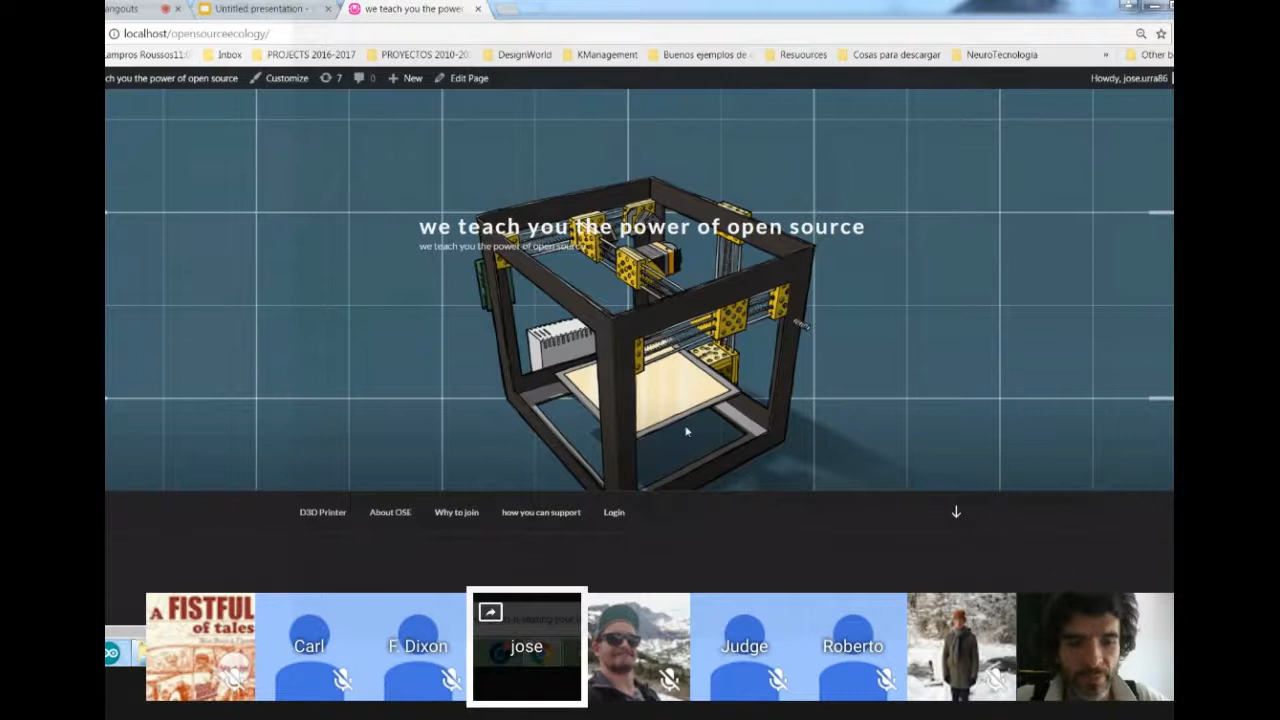 angouts
Untitled presentation -
we teach you the power
localhost/opensourceecology/
ampros Roussos11:
Inbox
PROJECTS 2016-2017
PROYECTOS 2010-20
DesignWorld
KManagement
Buenos ejemplos de
Resuources
Cosas para descargar
NeuroTecnologia
»
Other b
ch you the power of open source
Customize
7
0
New
Edit Page
Howdy, jose.urra86
we teach you the power of open source
we teach you the power of open source
D3D Printer
About OSE
Why to join
how you can support
Login
A FISTFUL
of tales
Carl
F. Dixon
jose
Judge
Roberto